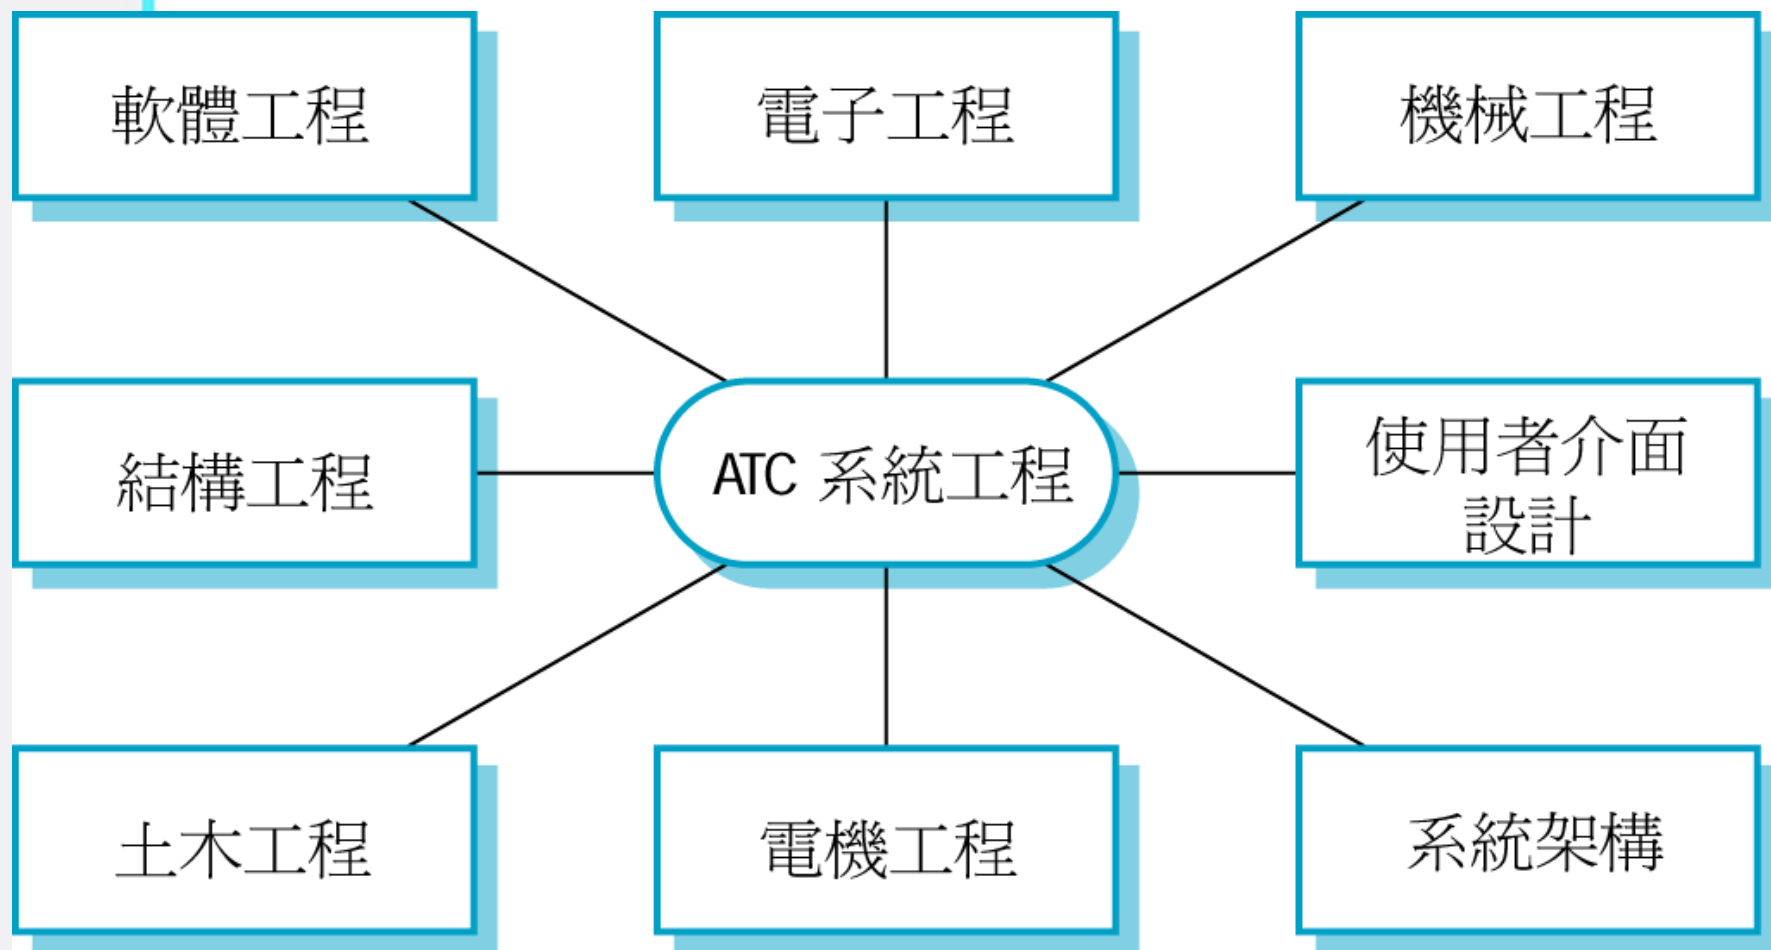 軟體工程
電子工程
機械工程
結構工程
ATC 系統工程
使用者介面
設計
土木工程
電機工程
系統架構